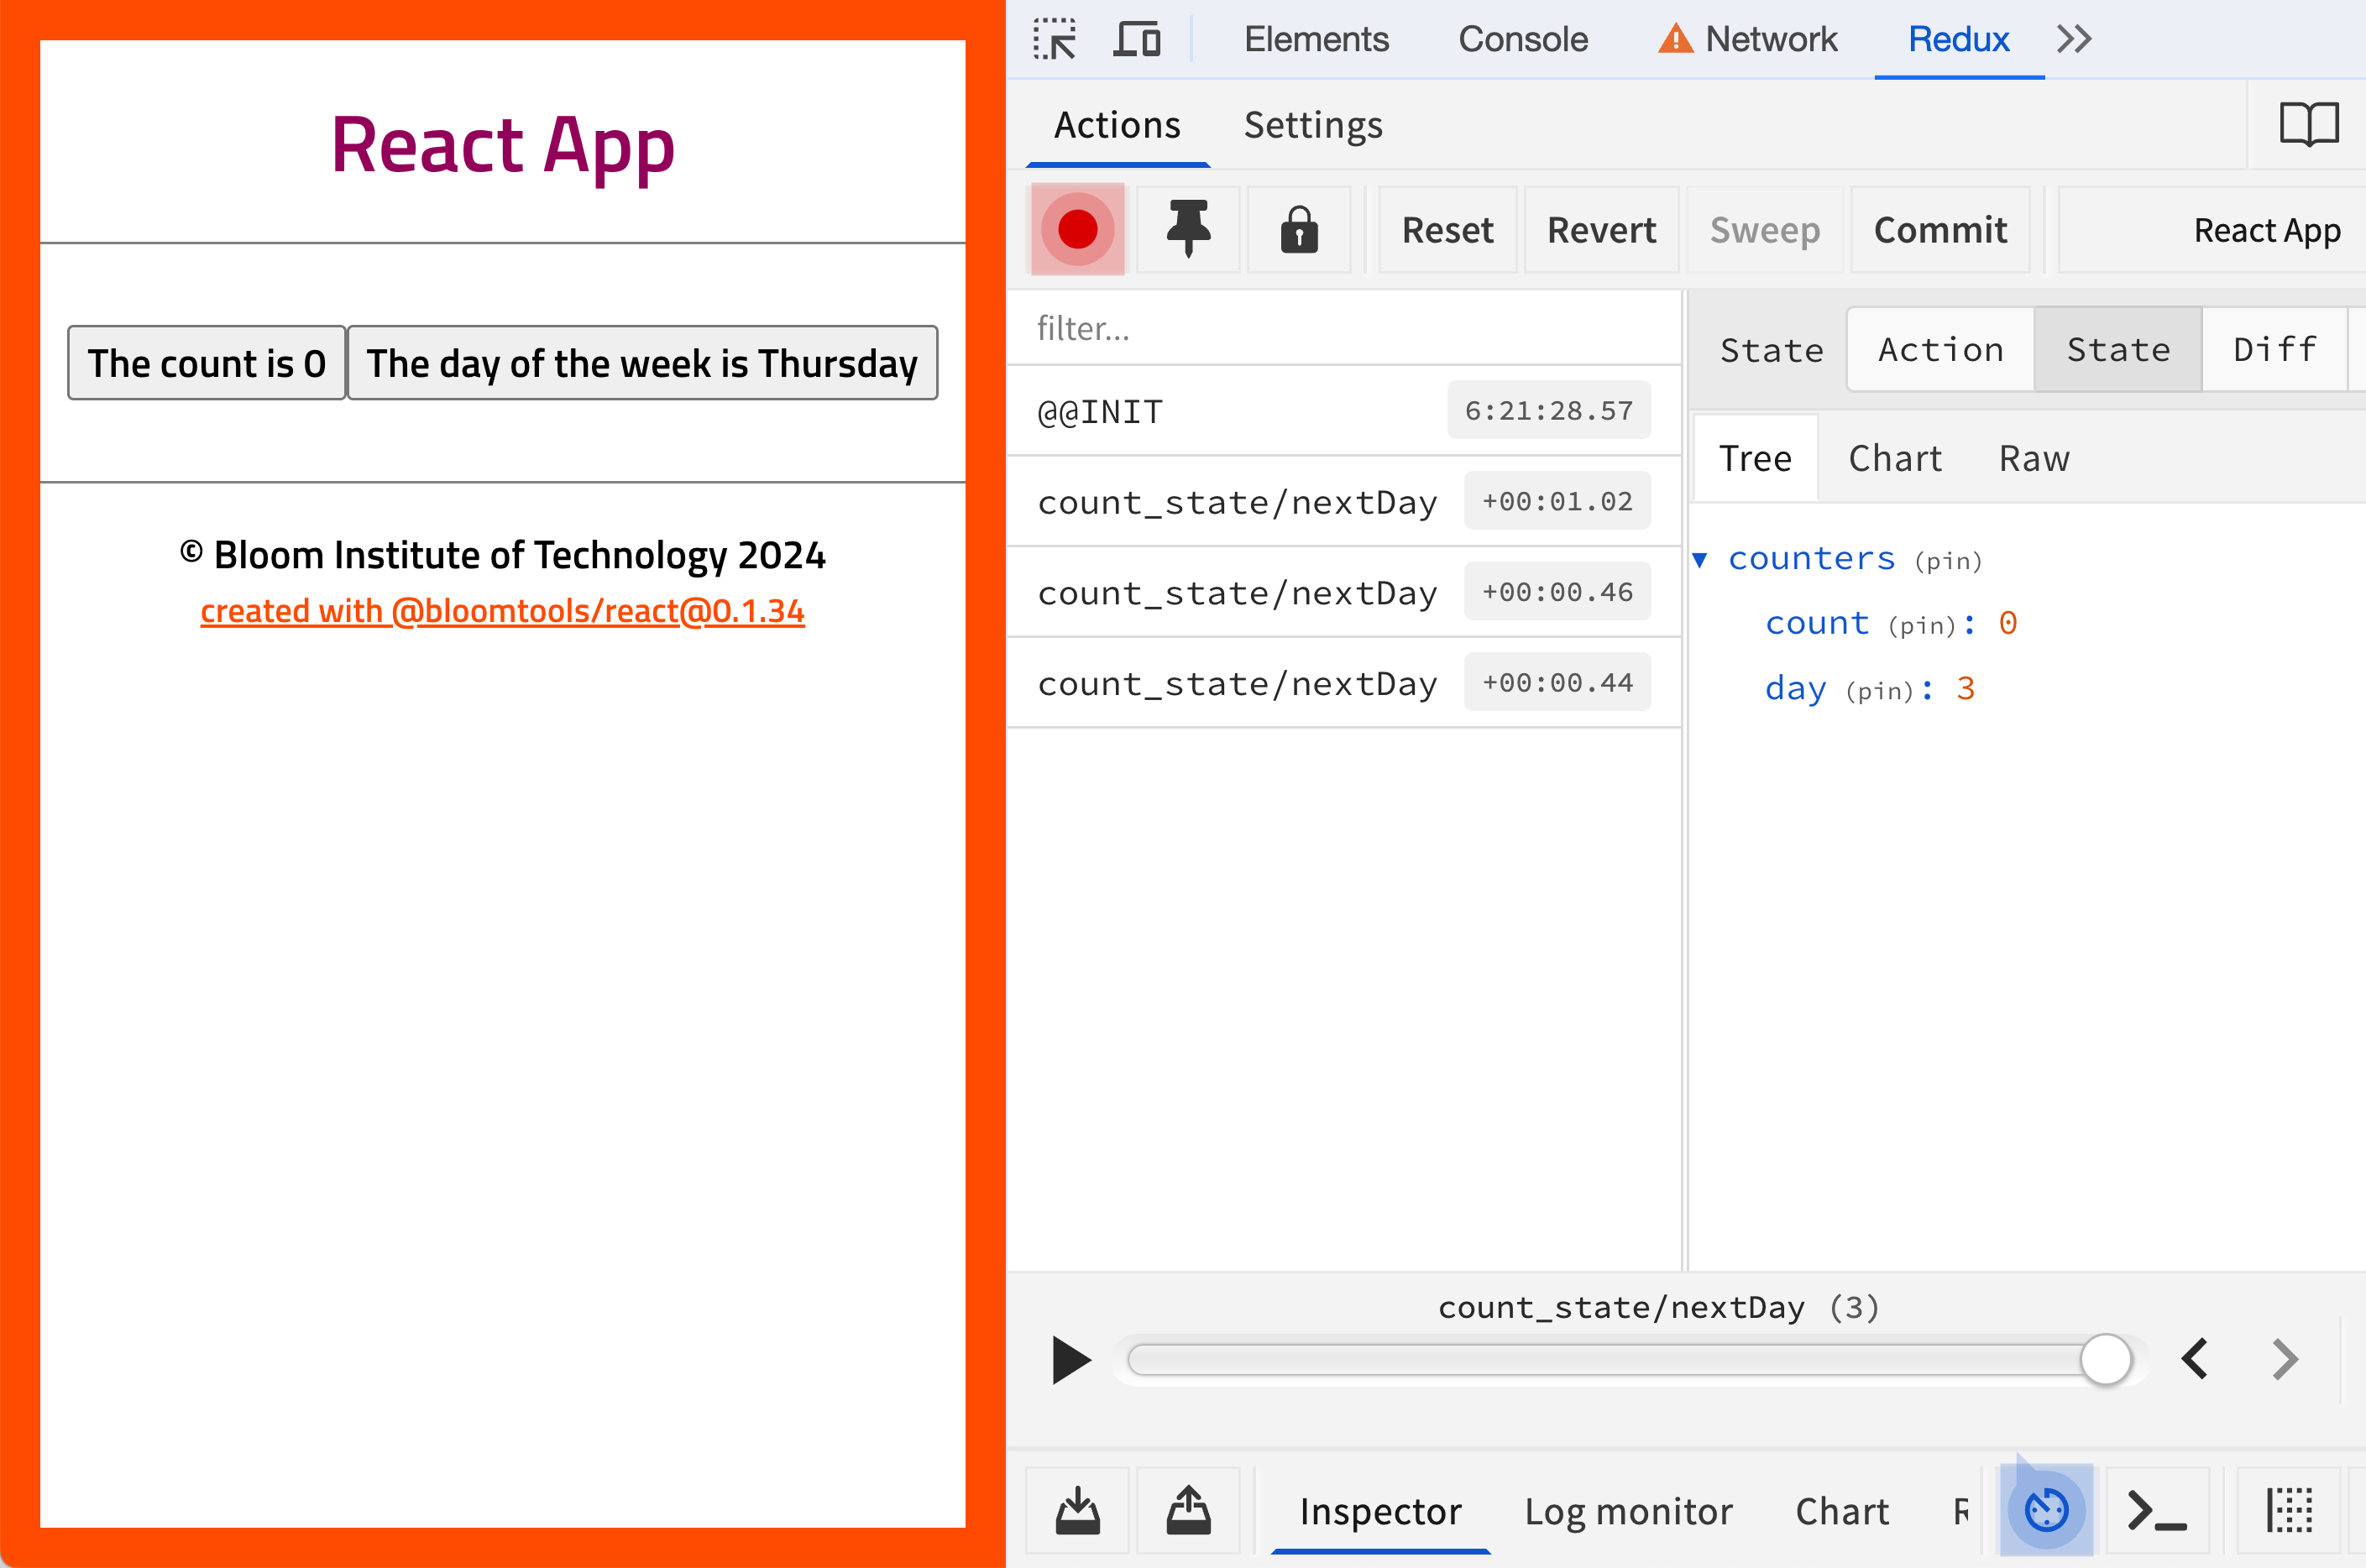 React App
The count is 0
The day of the week is Thursday
© Bloom Institute of Technology 2024
created with @bloomtools/react@0.1.34
Elements Console Network Redux
Actions Settings
Reset Revert Sweep Commit React App
filter...
@@INIT 6:21:28.57
count_state/nextDay +00:01.02
count_state/nextDay +00:00.46
count_state/nextDay +00:00.44
State Action State Diff
Tree Chart Raw
counters (pin)
count (pin): 0
day (pin): 3
count_state/nextDay (3)
Inspector Log monitor Chart